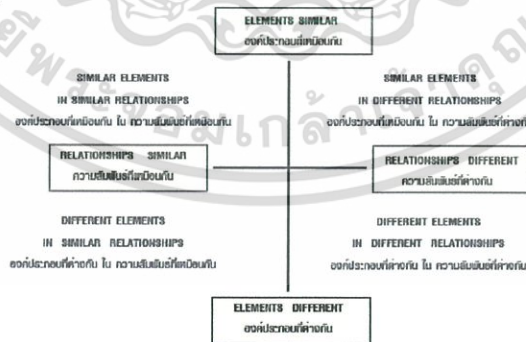 ELEMENTS SIMILAR
องค์ประกอบที่เหมือนกัน
SIMILAR ELEMENTS
IN SIMILAR RELATIONSHIPS
องค์ประกอบที่เหมือนกัน ใน ความสัมพันธ์ที่เหมือนกัน
SIMILAR ELEMENTS
IN DIFFERENT RELATIONSHIPS
องค์ประกอบที่เหมือนกัน ใน ความสัมพันธ์ที่ต่างกัน
RELATIONSHIPS SIMILAR
ความสัมพันธ์ที่เหมือนกัน
RELATIONSHIPS DIFFERENT
ความสัมพันธ์ที่ต่างกัน
DIFFERENT ELEMENTS
IN SIMILAR RELATIONSHIPS
องค์ประกอบที่ต่างกัน ใน ความสัมพันธ์ที่เหมือนกัน
DIFFERENT ELEMENTS
IN DIFFERENT RELATIONSHIPS
องค์ประกอบที่ต่างกัน ใน ความสัมพันธ์ที่ต่างกัน
ELEMENTS DIFFERENT
องค์ประกอบที่ต่างกัน